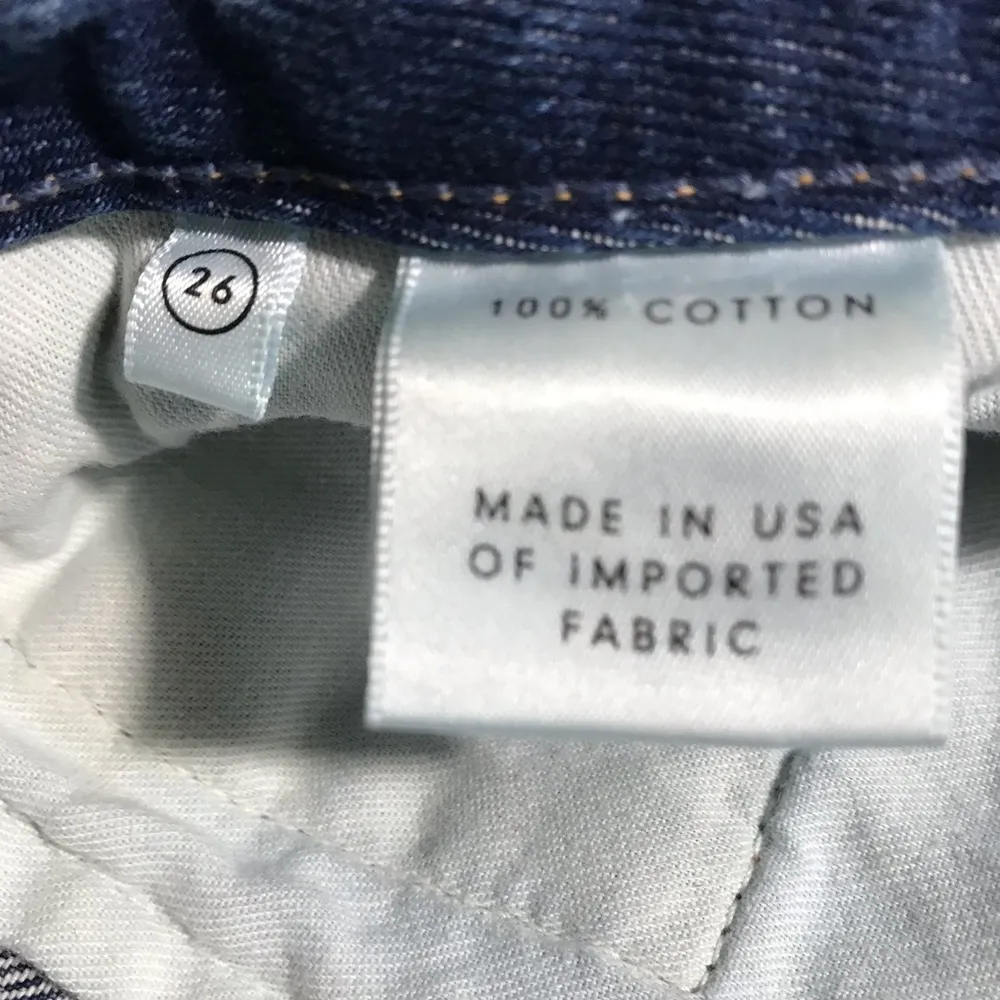 26
100% COTTON
MADE IN USA
OF IMPORTED
FABRIC